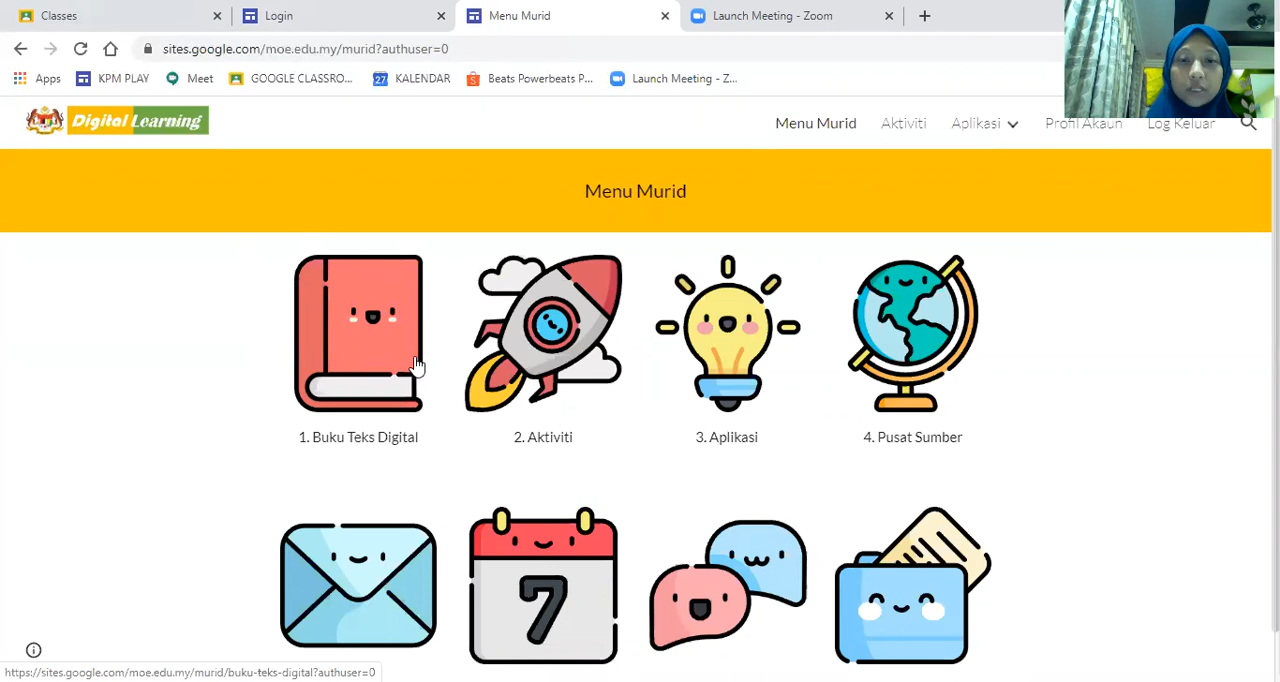 Classes
Login
Menu Murid
Launch Meeting - Zoom
sites.google.com/moe.edu.my/murid?authuser=0
Apps
KPM PLAY
Meet
GOOGLE CLASSRO...
27
KALENDAR
Beats Powerbeats P...
Launch Meeting - Z...
Digital Learning
Menu Murid
Aktiviti
Aplikasi
Profil Akaun
Log Keluar
Menu Murid
1. Buku Teks Digital
2. Aktiviti
3. Aplikasi
4. Pusat Sumber
7
https://sites.google.com/moe.edu.my/murid/buku-teks-digital?authuser=0